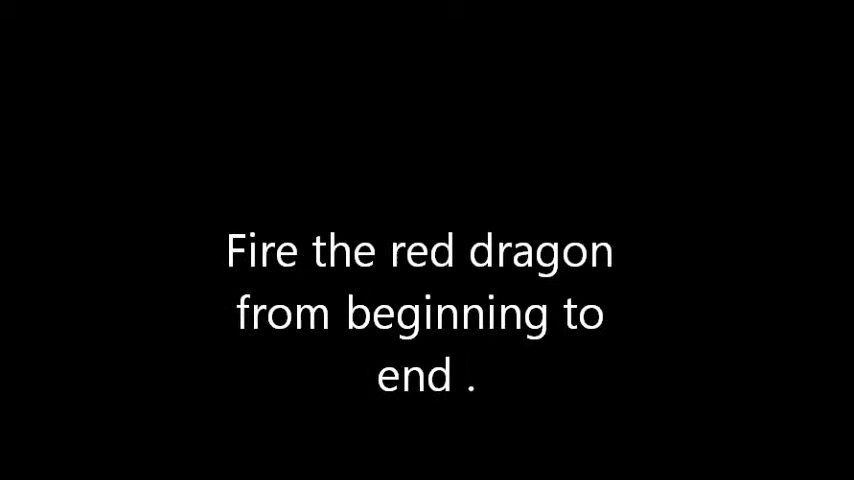 Fire the red dragon
from beginning to
end .